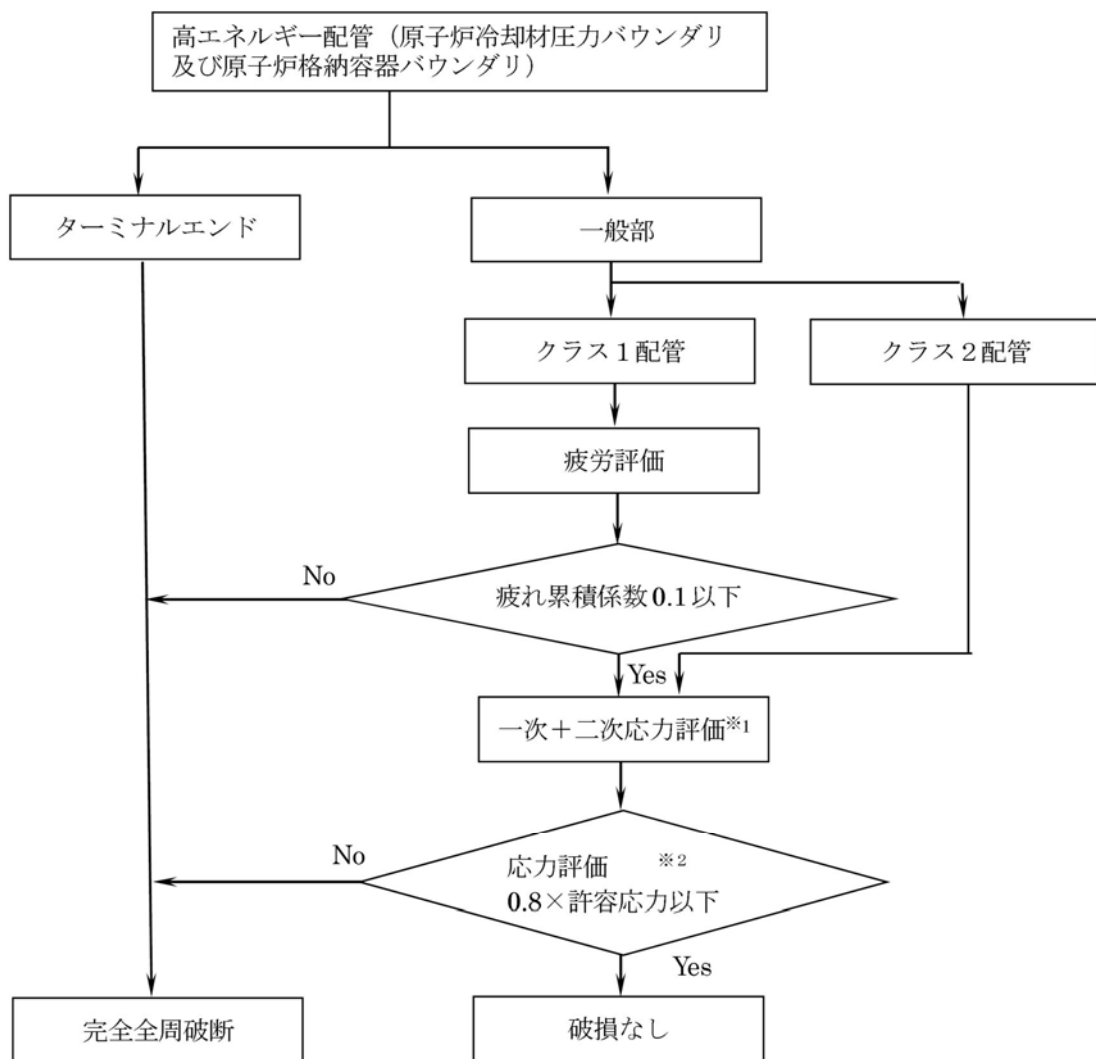 高エネルギー配管（原子炉冷却材圧力バウンダリ
及び原子炉格納容器バウンダリ）
ターミナルエンド
一般部
クラス１配管
クラス２配管
疲労評価
No
疲れ累積係数 0.1 以下
Yes
一次＋二次応力評価※1
No
応力評価 ※2
0.8×許容応力以下
Yes
完全全周破断
破損なし